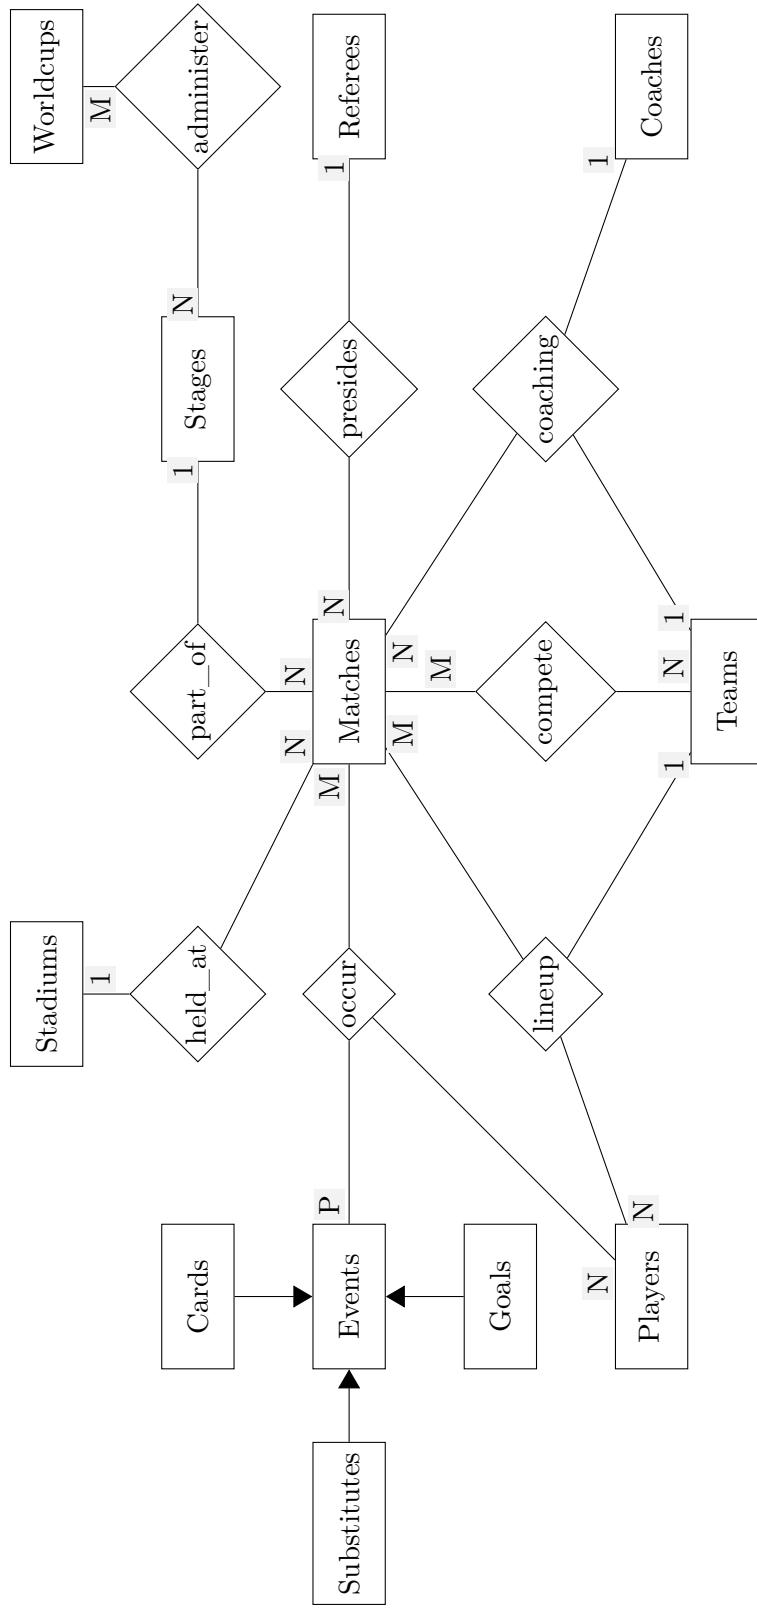 Stadiums
Worldcups
1
M
Cards
held_at
part_of
1
Stages
N
administer
N
N
P
M
N
1
Substitutes
Events
occur
Matches
presides
Referees
M
N
M
Goals
lineup
compete
coaching
N
1
N
Players
Coaches
1
N
1
Teams